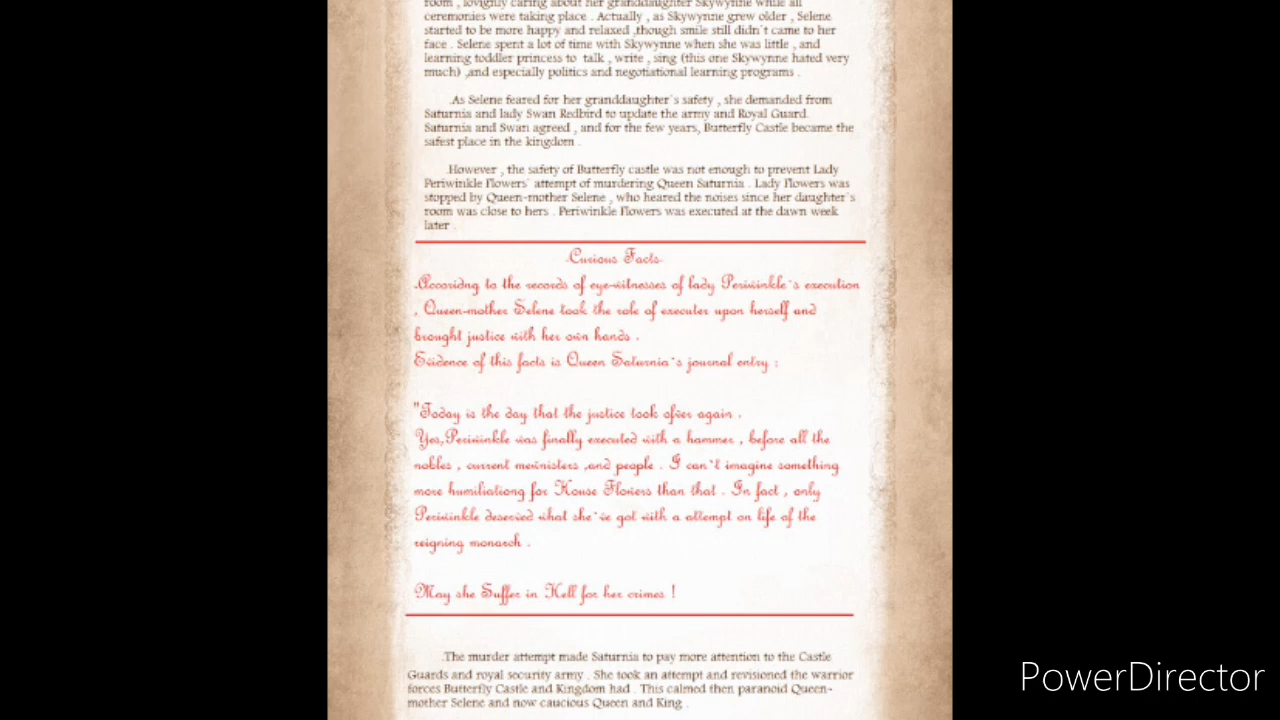 room , lovignly caring about her granddaughter Skywynne while all
ceremonies were taking place . Actually , as Skywynne grew older , Selene
started to be more happy and relaxed ,though smile still didn`t came to her
face . Selene spent a lot of time with Skywynne when she was little , and
learning toddler princess to talk , write , sing (this one Skywynne hated very
much) ,and especially politics and negotiational learning programs .
.As Selene feared for her granddaughter`s safety , she demanded from
Saturnia and lady Swan Redbird to update the army and Royal Guard.
Saturnia and Swan agreed , and for the few years, Butterfly Castle became the
safest place in the kingdom .
.However , the safety of Butterfly castle was not enough to prevent Lady
Periwinkle Flowers` attempt of murdering Queen Saturnia . Lady Flowers was
stopped by Queen-mother Selene , who heared the noises since her daughter`s
room was close to hers . Periwinkle Flowers was executed at the dawn week
later .
.Curious Facts.
.Accoridng to the records of eye-witnesses of lady Periwinkle`s execution
, Queen-mother Selene took the role of executer upon herself and
brought justice with her own hands .
Evidence of this facts is Queen Saturnia`s journal entry :
"Today is the day that the justice took ofver again .
Yes,Periwinkle was finally executed with a hammer , before all the
nobles , current mewnisters ,and people . I can`t imagine something
more humiliationg for House Flowers than that . In fact , only
Periwinkle deserved what she`ve got with a attempt on life of the
reigning monarch .
May she Suffer in Hell for her crimes !
.The murder attempt made Saturnia to pay more attention to the Castle
Guards and royal security army . She took an attempt and revisioned the warrior
forces Butterfly Castle and Kingdom had . This calmed then paranoid Queen-
mother Selene and now caucious Queen and King .
PowerDirector